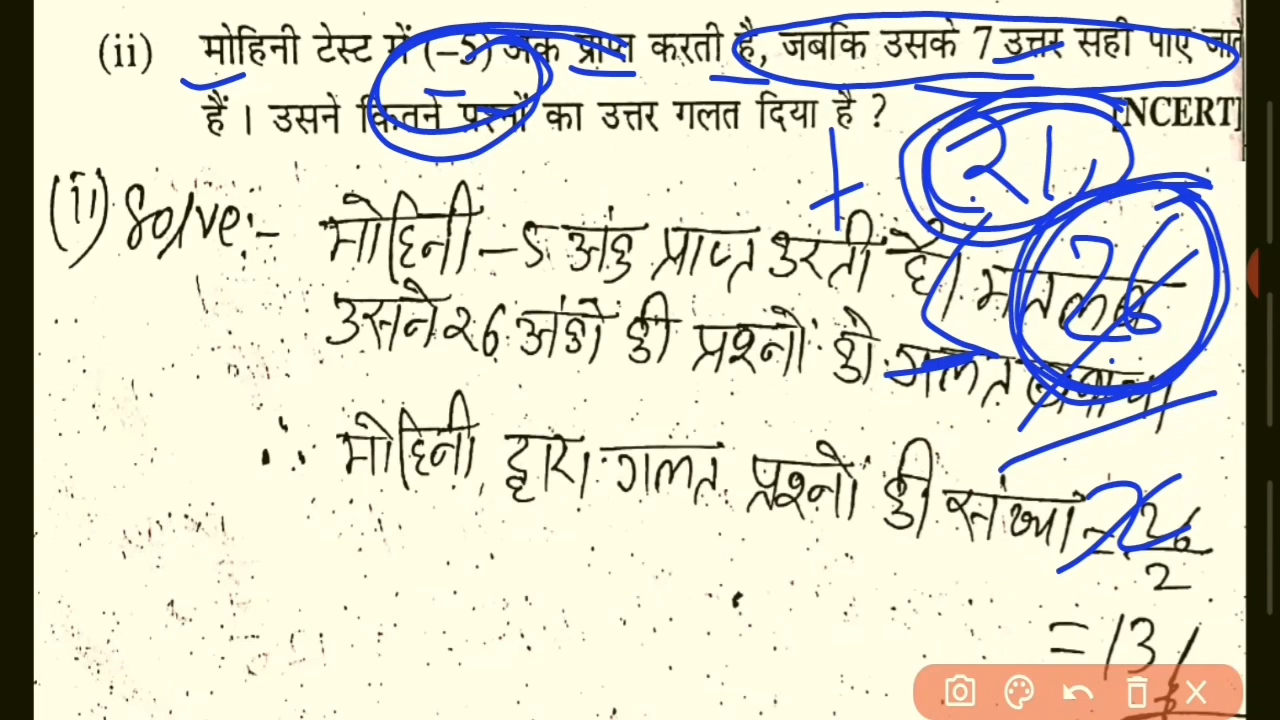 (ii) मोहिनी टेस्ट में (–5) अंक प्राप्त करती है, जबकि उसके 7 उत्तर सही पाए जाते
हैं । उसने कितने प्रश्नों का उत्तर गलत दिया है ? [NCERT]
+ 21
(ii) Solve:- मोहिनी -5 अंक प्राप्त करती है। मतलब
26
उसने 26 अंको की प्रश्नों को गलत
∴ मोहिनी द्वारा गलत प्रश्नों की संख्या = 26/2
= 13